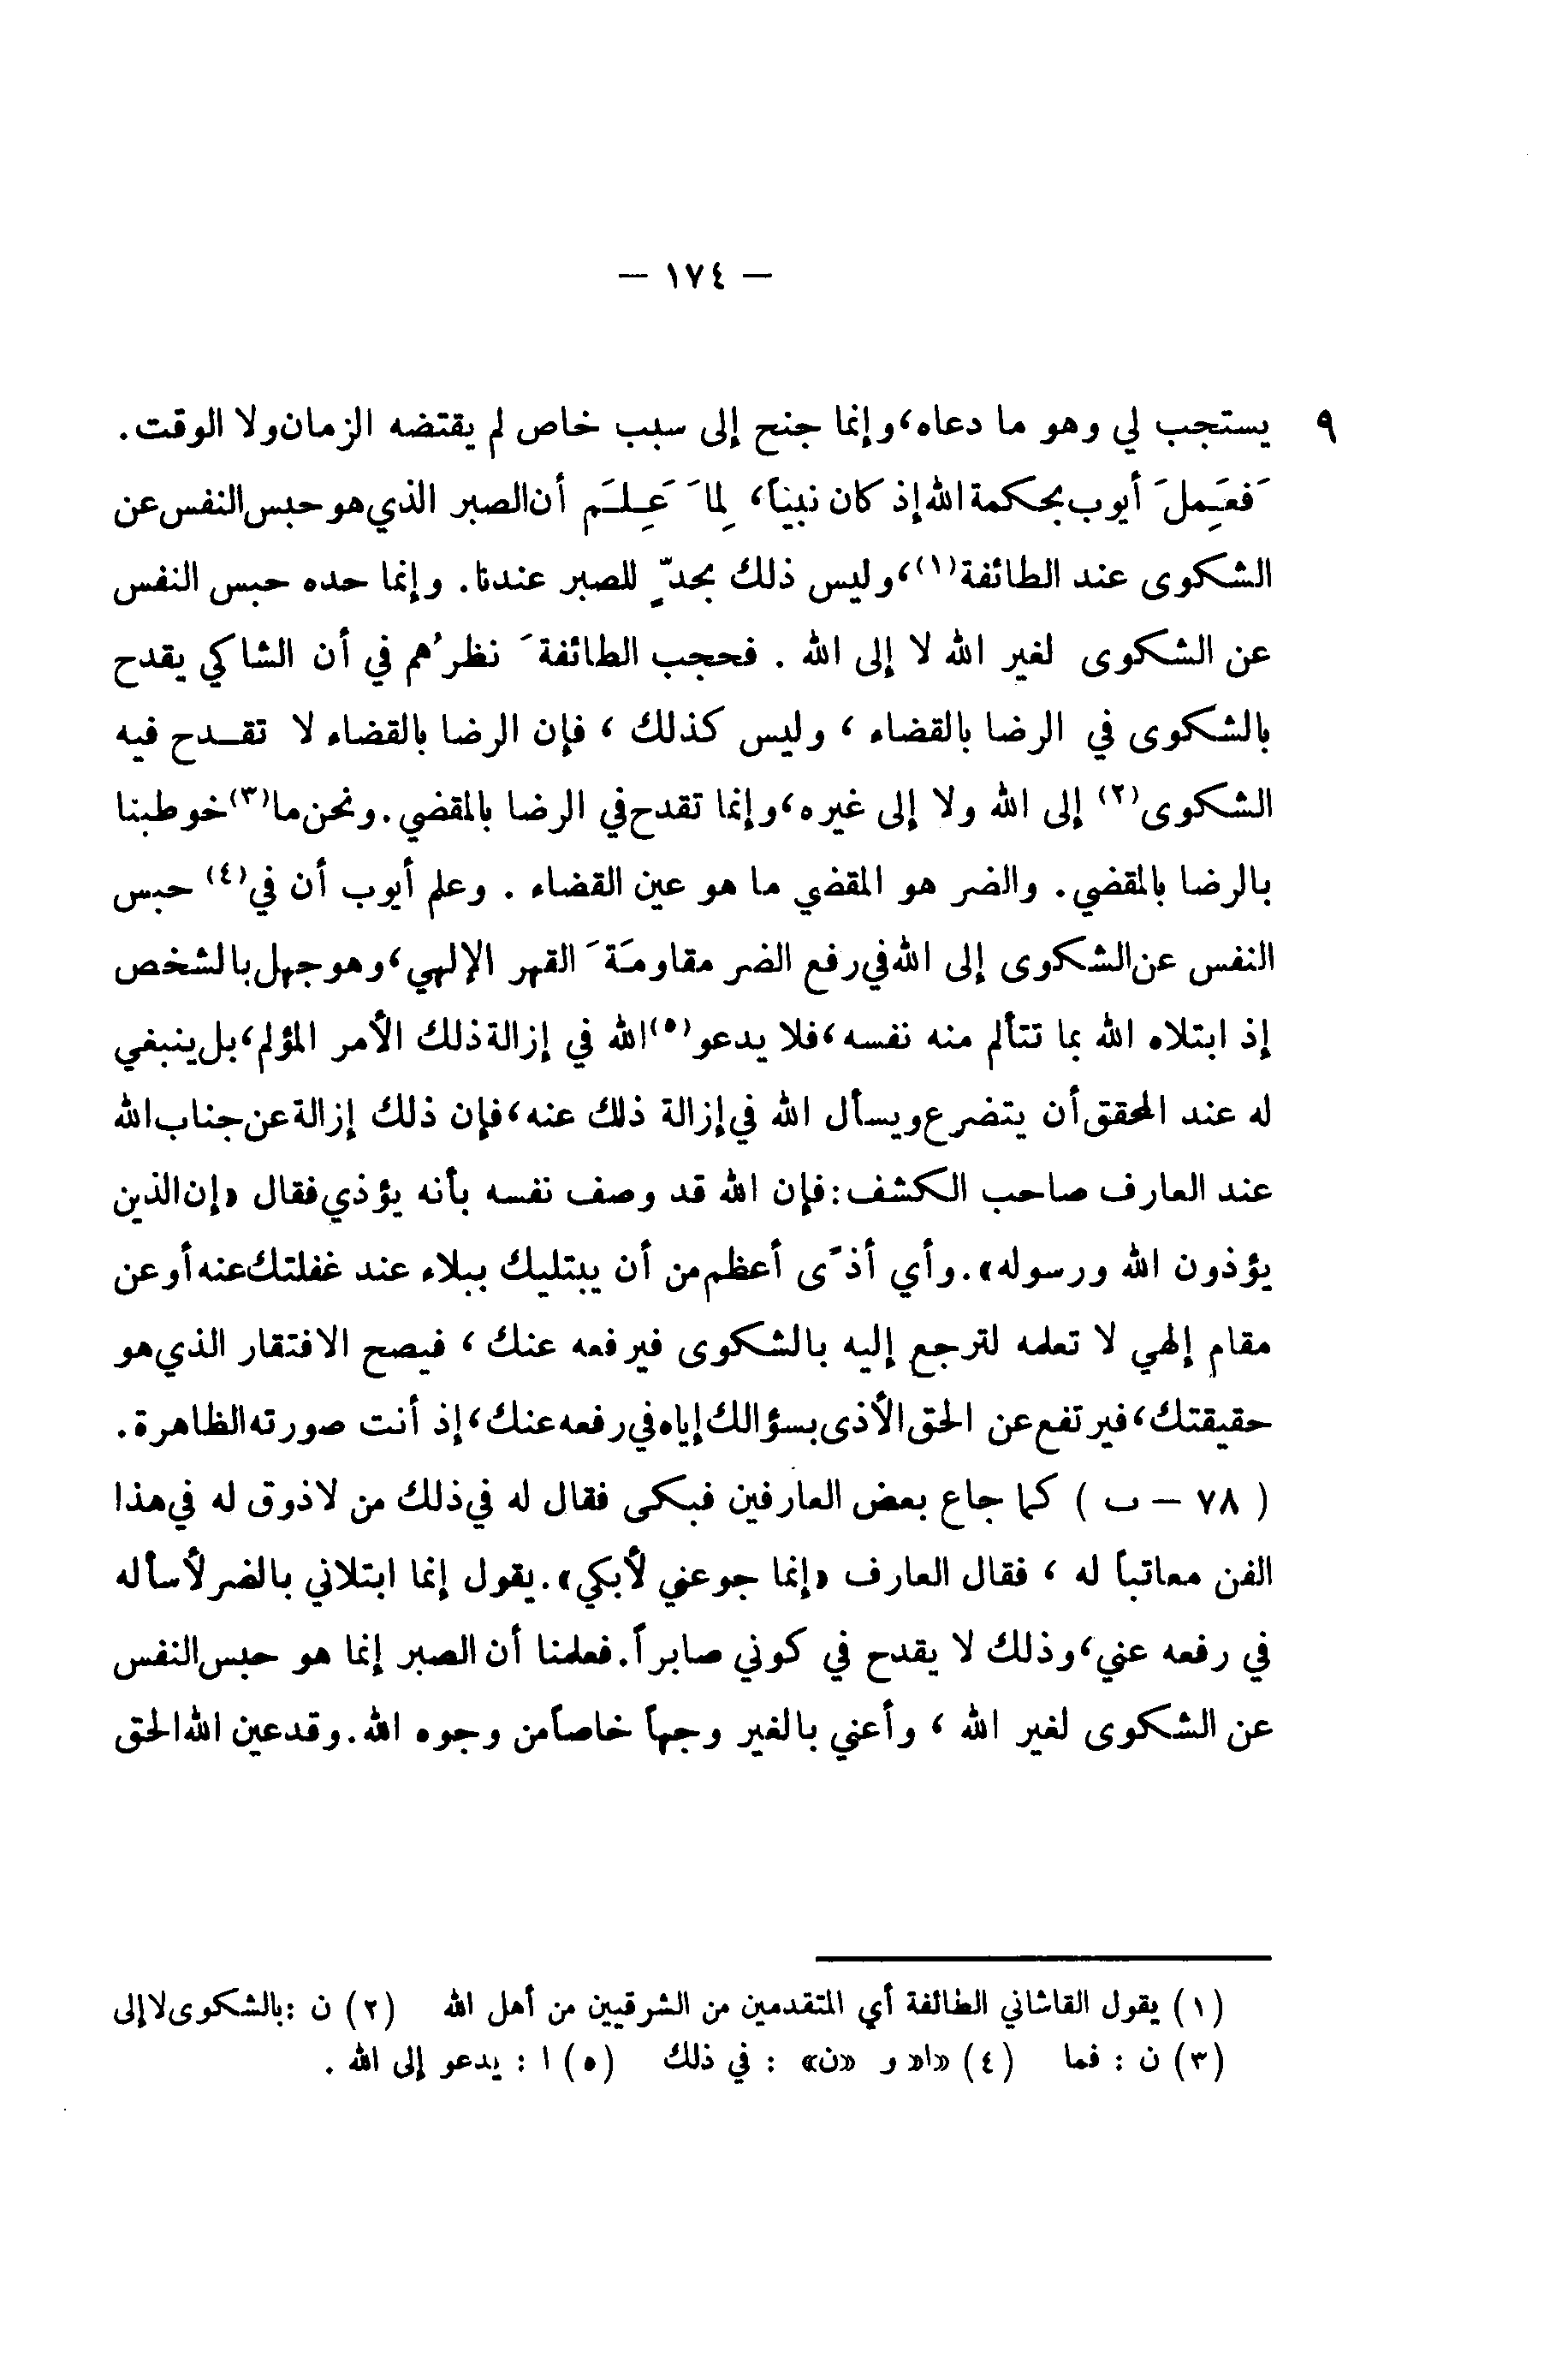 — ١٧٤ —
٩ يستجب لي وهو ما دعاه، وإنما جنح إلى سبب خاص لم يقتضه الزمان ولا الوقت.
فَعَمِلَ أيوب بحكمة الله إذ كان نبياً، لِمَا عَلِمَ أن الصبر الذي هو حبس النفس عن
الشكوى عند الطائفة(١)، وليس ذلك بحدٍّ للصبر عندنا. وإنما حده حبس النفس
عن الشكوى لغير الله لا إلى الله . فحجب الطائفةَ نظرُهم في أن الشاكي يقدح
بالشكوى في الرضا بالقضاء ، وليس كذلك ، فإن الرضا بالقضاء لا تقـدح فيه
الشكوى(٢) إلى الله ولا إلى غيره، وإنما تقدح في الرضا بالمقضي. ونحن ما(٣) خوطبنا
بالرضا بالمقضي. والضر هو المقضي ما هو عين القضاء . وعلم أيوب أن في(٤) حبس
النفس عن الشكوى إلى الله في رفع الضر مقاومَةَ القهر الإلهي، وهو جهل بالشخص
إذ ابتلاه الله بما تتألم منه نفسه، فلا يدعو(٥) الله في إزالة ذلك الأمر المؤلم، بل ينبغي
له عند المحقق أن يتضرع ويسأل الله في إزالة ذلك عنه، فإن ذلك إزالة عن جناب الله
عند العارف صاحب الكشف: فإن الله قد وصف نفسه بأنه يؤذي فقال «إن الذين
يؤذون الله ورسوله». وأي أذًى أعظم من أن يبتليك ببلاء عند غفلتك عنه أو عن
مقام إلهي لا تعلمه لترجع إليه بالشكوى فيرفعه عنك ، فيصح الافتقار الذي هو
حقيقتك، فيرتفع عن الحق الأذى بسؤالك إياه في رفعه عنك، إذ أنت صورته الظاهرة.
( ٧٨ – ب ) كما جاع بعض العارفين فبكى فقال له في ذلك من لا ذوق له في هذا
الفن معاتباً له ، فقال العارف «إنما جوعني لأبكي». يقول إنما ابتلاني بالضر لأسأله
في رفعه عني، وذلك لا يقدح في كوني صابراً. فعلمنا أن الصبر إنما هو حبس النفس
عن الشكوى لغير الله ، وأعني بالغير وجهاً خاصاً من وجوه الله. وقد عين الله الحق
(١) يقول القاشاني الطائفة أي المتقدمين من الشرقيين من أهل الله (٢) ن : بالشكوى لا إلى
(٣) ن : فما (٤) «ا» و «ن» : في ذلك (٥) ا : يدعو إلى الله .